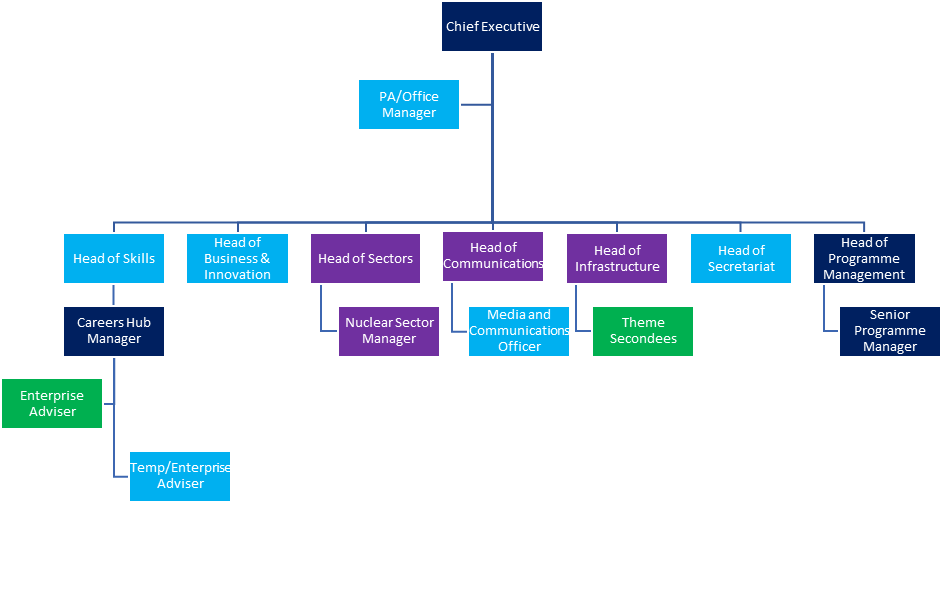 Chief Executive
PA/Office
Manager
Head of Skills
Head of
Business &
Innovation
Head of Sectors
Head of
Communications
Head of
Infrastructure
Head of
Secretariat
Head of
Programme
Management
Careers Hub
Manager
Nuclear Sector
Manager
Media and
Communications
Officer
Theme
Secondees
Senior
Programme
Manager
Enterprise
Adviser
Temp/Enterprise
Adviser